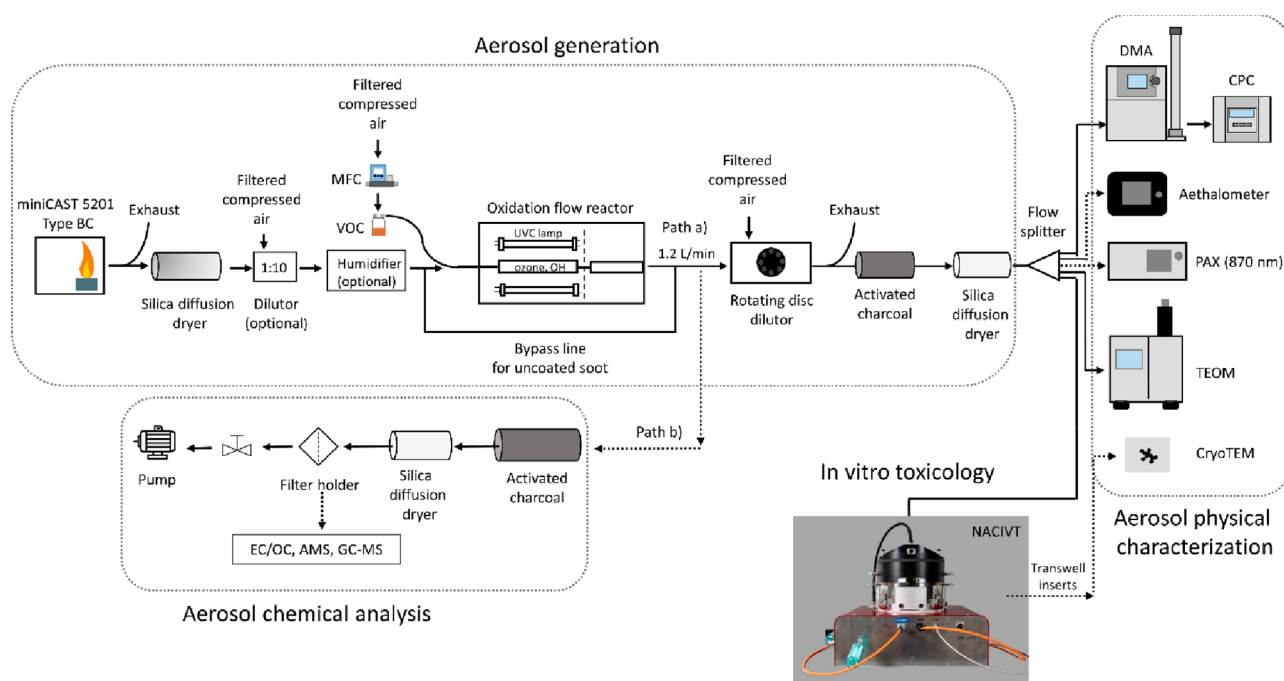 Aerosol generation
Filtered
compressed
air
MFC
VOC
miniCAST 5201
Type BC
Exhaust
Silica diffusion
dryer
Filtered
compressed
air
1:10
Dilutor
(optional)
Humidifier
(optional)
Oxidation flow reactor
UVC lamp
ozone, OH
Bypass line
for uncoated soot
Path a)
1.2 L/min
Filtered
compressed
air
Rotating disc
dilutor
Exhaust
Activated
charcoal
Silica
diffusion
dryer
Flow
splitter
DMA
CPC
Aethalometer
PAX (870 nm)
TEOM
CryoTEM
Aerosol physical
characterization
Path b)
Activated
charcoal
Silica
diffusion
dryer
Filter holder
Pump
EC/OC, AMS, GC-MS
Aerosol chemical analysis
In vitro toxicology
NACIVT
Transwell
inserts